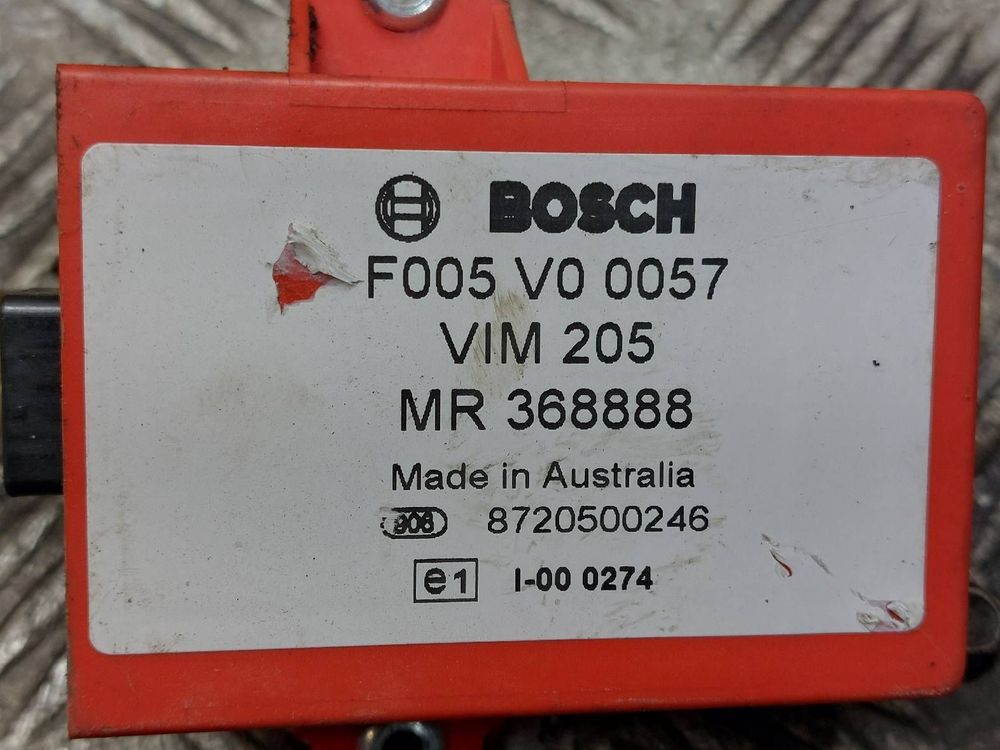 BOSCH
F005 V0 0057
VIM 205
MR 368888
Made in Australia
8720500246
e1 I-00 0274